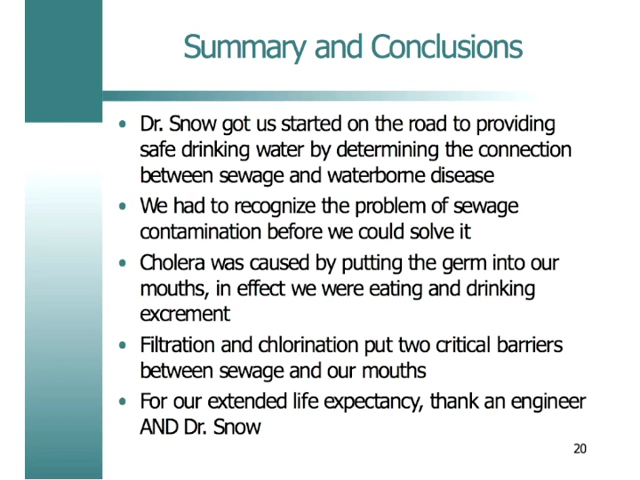 Summary and Conclusions
• Dr. Snow got us started on the road to providing
safe drinking water by determining the connection
between sewage and waterborne disease
• We had to recognize the problem of sewage
contamination before we could solve it
• Cholera was caused by putting the germ into our
mouths, in effect we were eating and drinking
excrement
• Filtration and chlorination put two critical barriers
between sewage and our mouths
• For our extended life expectancy, thank an engineer
AND Dr. Snow
20